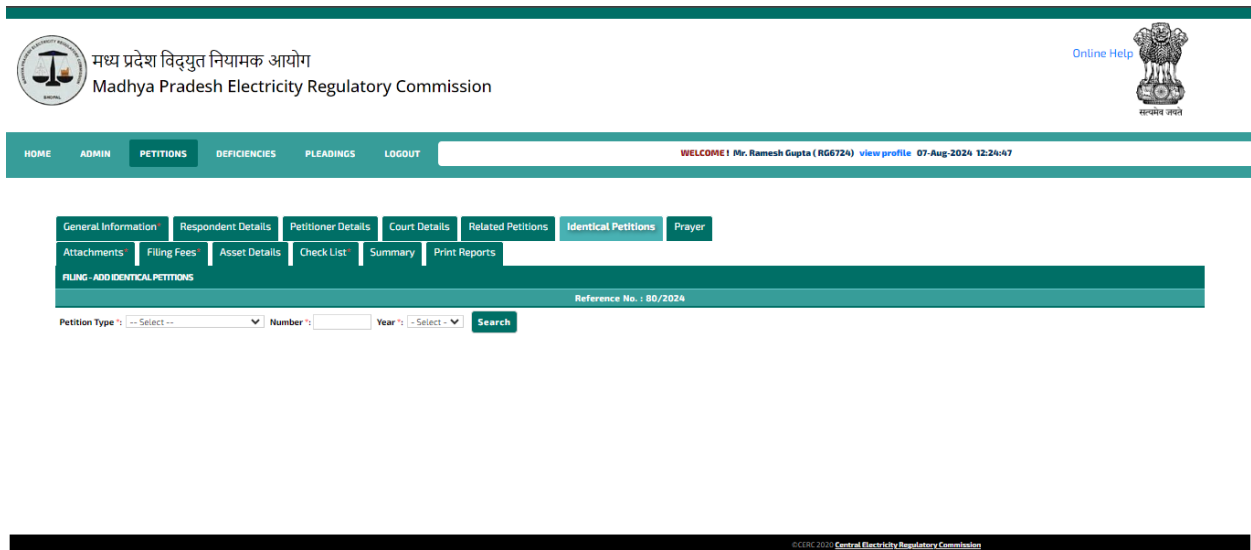 मध्य प्रदेश विद्युत नियामक आयोग
Madhya Pradesh Electricity Regulatory Commission
Online Help
सत्यमेव जयते
HOME ADMIN PETITIONS DEFICIENCIES PLEADINGS LOGOUT WELCOME ! Mr. Ramesh Gupta ( RG6724) view profile 07-Aug-2024 12:24:47
General Information* Respondent Details Petitioner Details Court Details Related Petitions Identical Petitions Prayer
Attachments* Filing Fees* Asset Details Check List* Summary Print Reports
FILING - ADD IDENTICAL PETITIONS
Reference No. : 80/2024
Petition Type *: -- Select -- Number *: Year *: - Select - Search
©CERC 2020 Central Electricity Regulatory Commission